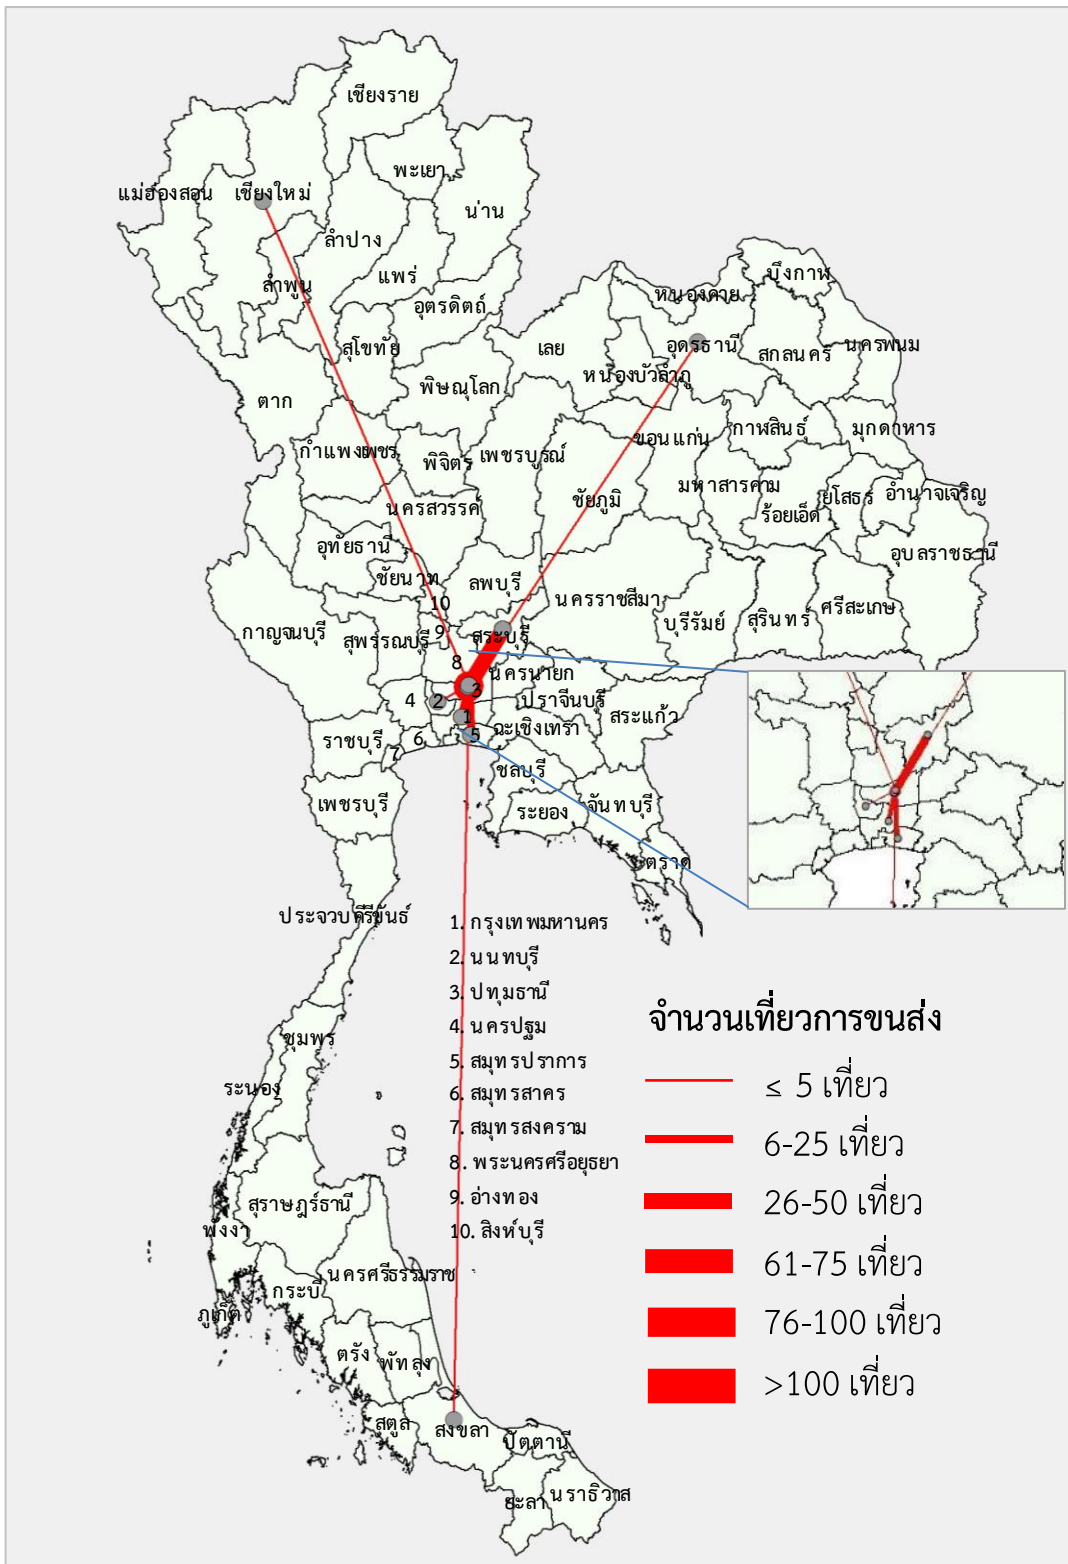 เชียงราย
พะเยา
แม่ฮ่องสอน
เชียงใหม่
น่าน
ลำปาง
แพร่
ลำพูน
อุตรดิตถ์
บึงกาฬ
หนองคาย
สุโขทัย
เลย
อุดรธานี
สกลนคร
นครพนม
หนองบัวลำภู
พิษณุโลก
ตาก
กำแพงเพชร
พิจิตร
เพชรบูรณ์
ขอนแก่น
กาฬสินธุ์
มุกดาหาร
มหาสารคาม
ยโสธร
อำนาจเจริญ
ชัยภูมิ
ร้อยเอ็ด
นครสวรรค์
อุทัยธานี
อุบลราชธานี
ชัยนาท
ลพบุรี
10
นครราชสีมา
บุรีรัมย์
สุรินทร์
ศรีสะเกษ
กาญจนบุรี
สุพรรณบุรี
9
สระบุรี
8
นครนายก
3
4
2
ปราจีนบุรี
สระแก้ว
1
ฉะเชิงเทรา
5
ราชบุรี
6
7
ชลบุรี
เพชรบุรี
ระยอง
จันทบุรี
ตราด
ประจวบคีรีขันธ์
1. กรุงเทพมหานคร
2. นนทบุรี
3. ปทุมธานี
4. นครปฐม
5. สมุทรปราการ
6. สมุทรสาคร
7. สมุทรสงคราม
8. พระนครศรีอยุธยา
9. อ่างทอง
10. สิงห์บุรี
จำนวนเที่ยวการขนส่ง
≤ 5 เที่ยว
6-25 เที่ยว
26-50 เที่ยว
61-75 เที่ยว
76-100 เที่ยว
>100 เที่ยว
ชุมพร
ระนอง
สุราษฎร์ธานี
พังงา
นครศรีธรรมราช
กระบี่
ภูเก็ต
ตรัง
พัทลุง
สตูล
สงขลา
ปัตตานี
ยะลา
นราธิวาส